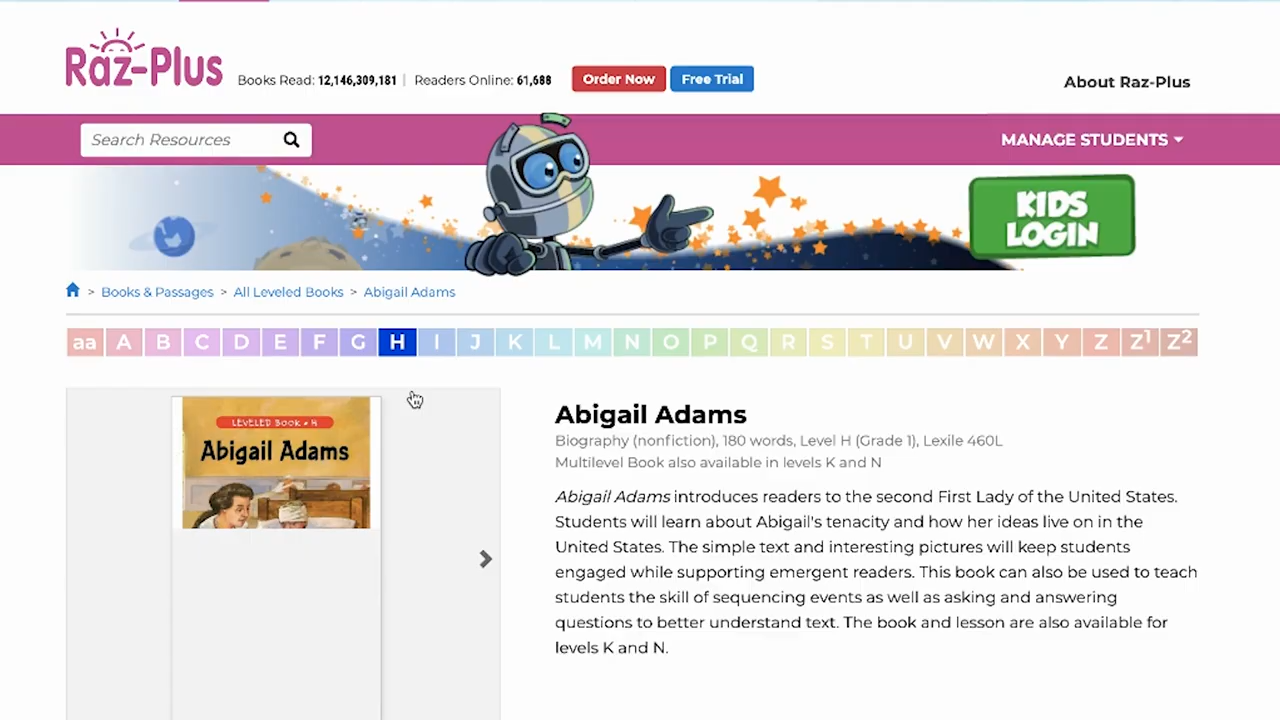 Raz-Plus
Books Read: 12,146,309,181 | Readers Online: 61,688
Order Now
Free Trial
About Raz-Plus
Search Resources
MANAGE STUDENTS
KIDS
LOGIN
> Books & Passages > All Leveled Books > Abigail Adams
aa A B C D E F G H I J K L M N O P Q R S T U V W X Y Z Z1 Z2
LEVELED BOOK • H
Abigail Adams
Abigail Adams
Biography (nonfiction), 180 words, Level H (Grade 1), Lexile 460L
Multilevel Book also available in levels K and N
Abigail Adams introduces readers to the second First Lady of the United States.
Students will learn about Abigail's tenacity and how her ideas live on in the
United States. The simple text and interesting pictures will keep students
engaged while supporting emergent readers. This book can also be used to teach
students the skill of sequencing events as well as asking and answering
questions to better understand text. The book and lesson are also available for
levels K and N.